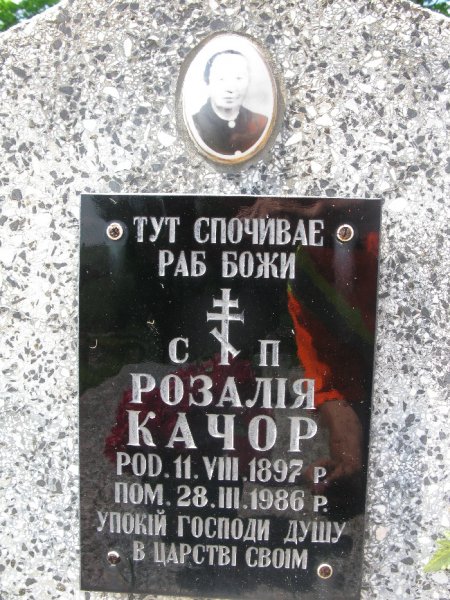 ТУТ СПОЧИВАЕ
РАБ БОЖИ
С П
РОЗАЛІЯ
КАЧОР
РОD. 11. VIII. 1897 р.
ПОМ. 28. III. 1986 р.
УПОКІЙ ГОСПОДИ ДУШУ
В ЦАРСТВІ СВОІМ